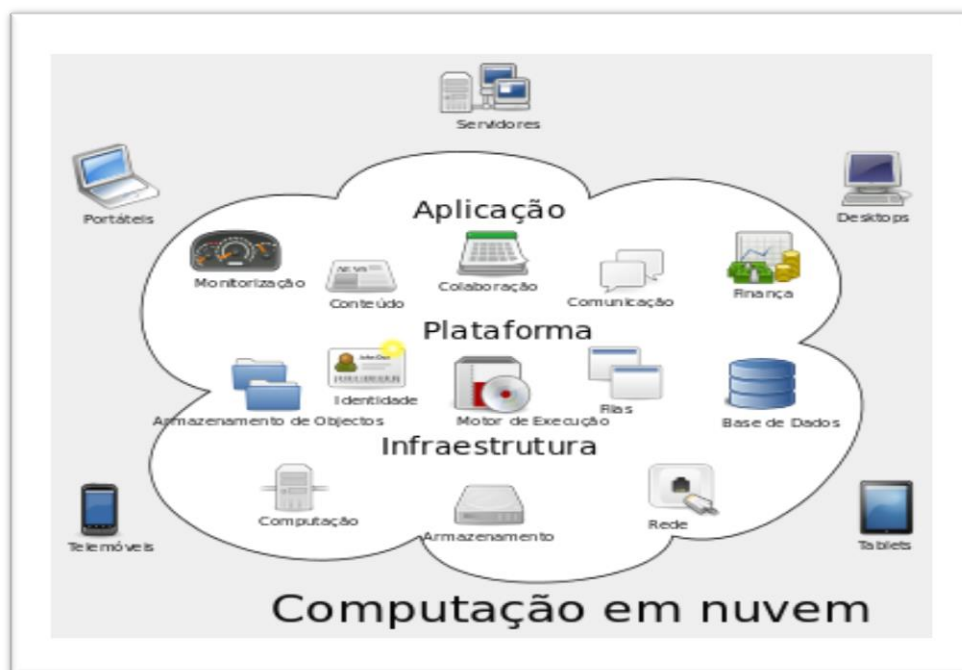 Servidores
Portáteis
Desktops
Aplicação
Monitorização
Conteúdo
Colaboração
Comunicação
Finança
Plataforma
Armazenamento de Objectos
Identidade
Motor de Execução
Filas
Base de Dados
Infraestrutura
Computação
Armazenamento
Rede
Telemóveis
Tablets
Computação em nuvem